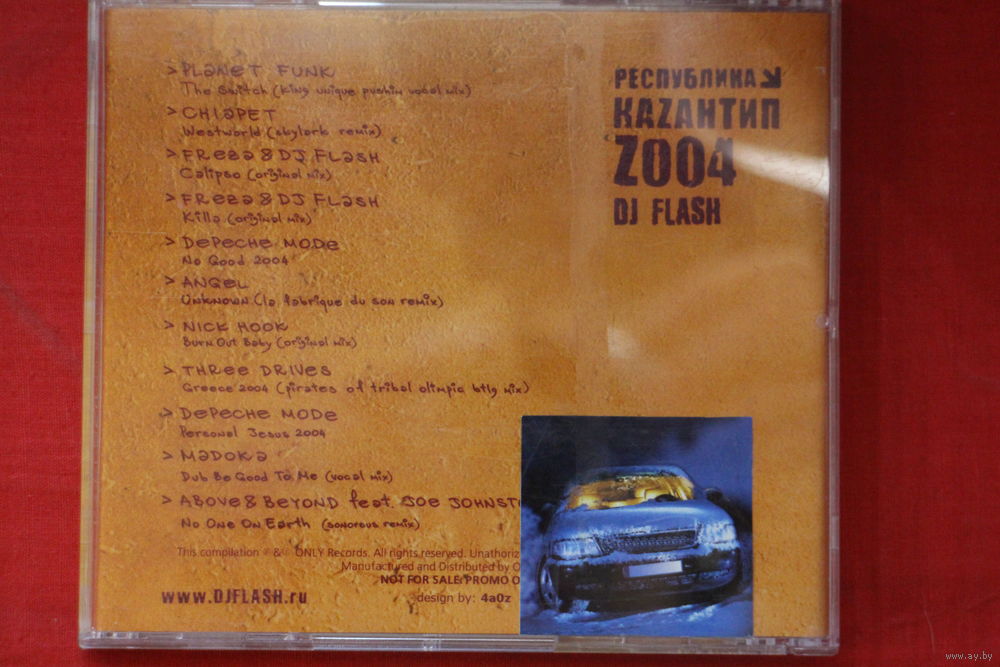 > PLANET FUNK
The Switch (king unique pushin vocal mix)
> CHIAPET
Westworld (skylark remix)
> FREZA & DJ FLASH
Calipso (original mix)
> FREZA & DJ FLASH
Killa (original mix)
> DEPECHE MODE
No Good 2004
> ANGEL
Unknown (la fabrique du son remix)
> NICK HOOK
Burn Out Baby (original mix)
> THREE DRIVES
Greece 2004 (pirates of tribal olimpic btlg mix)
> DEPECHE MODE
Personal Jesus 2004
> MADOKA
Dub Be Good To Me (vocal mix)
> ABOVE & BEYOND feat. ZOE JOHNST
No One On Earth (sonorous remix)
This compilation ℗ & © ONLY Records. All rights reserved. Unathoriz
Manufactured and Distributed by O
NOT FOR SALE/PROMO O
design by: 4a0z
www.DJFLASH.ru
РЕСПУБЛИКА
КАZАНТИП
Z004
DJ FLASH
www.ay.by